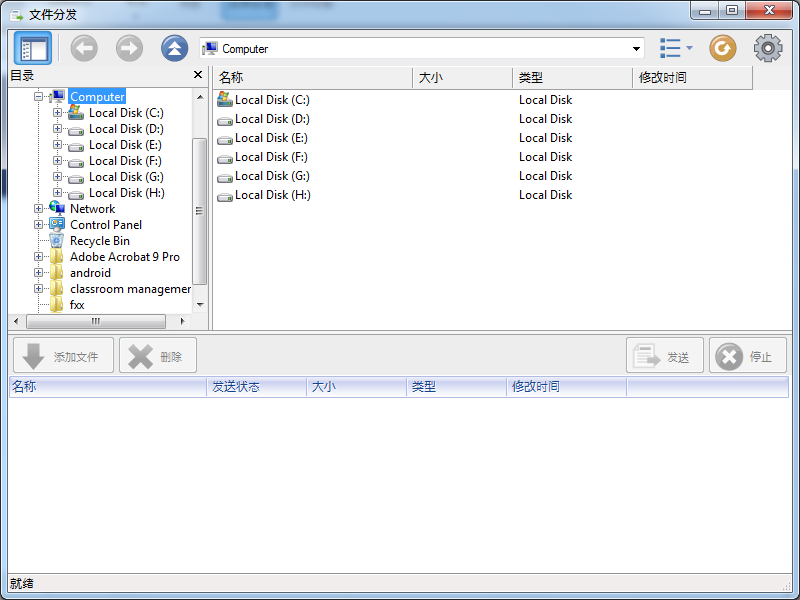 文件分发
Computer
目录
名称 大小 类型 修改时间
Computer
Local Disk (C:)
Local Disk (D:)
Local Disk (E:)
Local Disk (F:)
Local Disk (G:)
Local Disk (H:)
Network
Control Panel
Recycle Bin
Adobe Acrobat 9 Pro
android
classroom managemer
fxx
Local Disk (C:) Local Disk
Local Disk (D:) Local Disk
Local Disk (E:) Local Disk
Local Disk (F:) Local Disk
Local Disk (G:) Local Disk
Local Disk (H:) Local Disk
添加文件 删除 发送 停止
名称 发送状态 大小 类型 修改时间
就绪